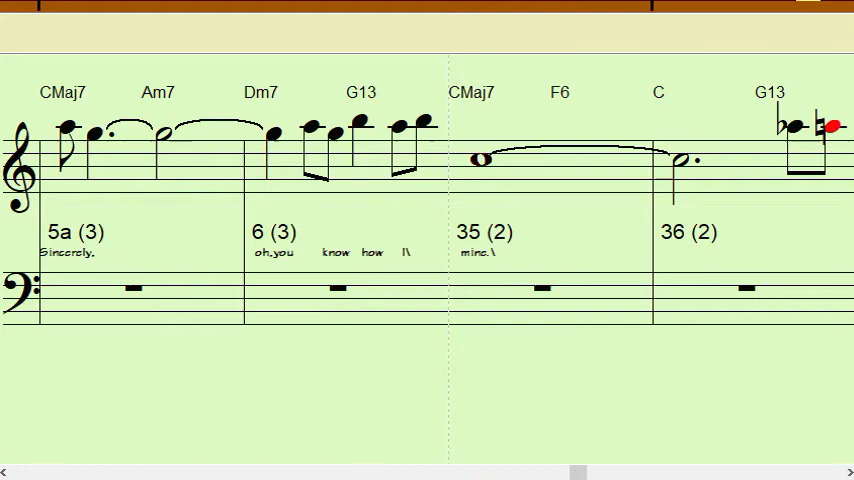 CMaj7 Am7 Dm7 G13 CMaj7 F6 C G13
5a (3) 6 (3) 35 (2) 36 (2)
Sincerely, oh,you know how I\ mine.\